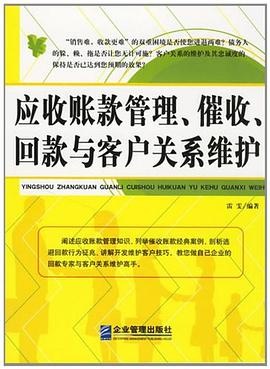 “销售难，收款更难”的双重困境是否使您进退两难？债务人
的躲、赖、拖是否让您无计可施？客户关系的维护及其忠诚度的
保持是否已达到您预期的效果？
应收账款管理、催收、
回款与客户关系维护
YINGSHOU ZHANGKUAN GUANLI CUISHOU HUIKUAN YU KEHU GUANXI WEIHU
雷雯/编著
阐述应收账款管理知识，列举催收账款经典案例，剖析逃
避回款行为征兆，讲解开发维护客户技巧，教您做自己企业的
回款专家与客户关系维护高手。
企业管理出版社
ENTERPRISE MANAGEMENT PUBLISHING HOUSE